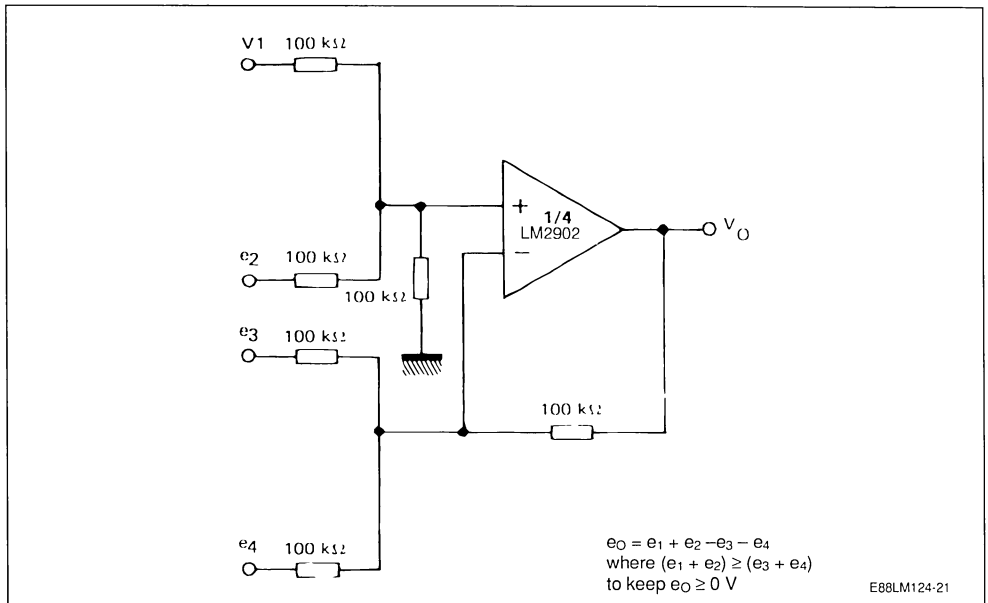 V1 100 kΩ
+
1/4
LM2902
−
VO
e2 100 kΩ
100 kΩ
e3 100 kΩ
100 kΩ
e4 100 kΩ
eO = e1 + e2 −e3 − e4
where (e1 + e2) ≥ (e3 + e4)
to keep eO ≥ 0 V
E88LM124-21